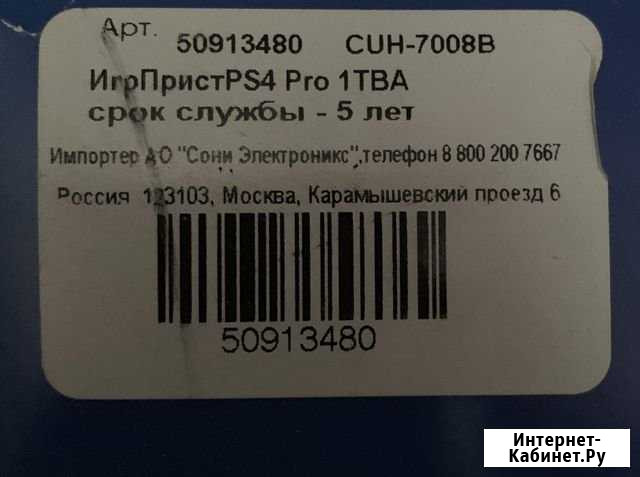 Арт. 50913480 CUH-7008B
ИгрПристPS4 Pro 1TBA
срок службы - 5 лет
Импортер АО "Сони Электроникс",телефон 8 800 200 7667
Россия 123103, Москва, Карамышевский проезд 6
50913480
Интернет-
Кабинет.Ру